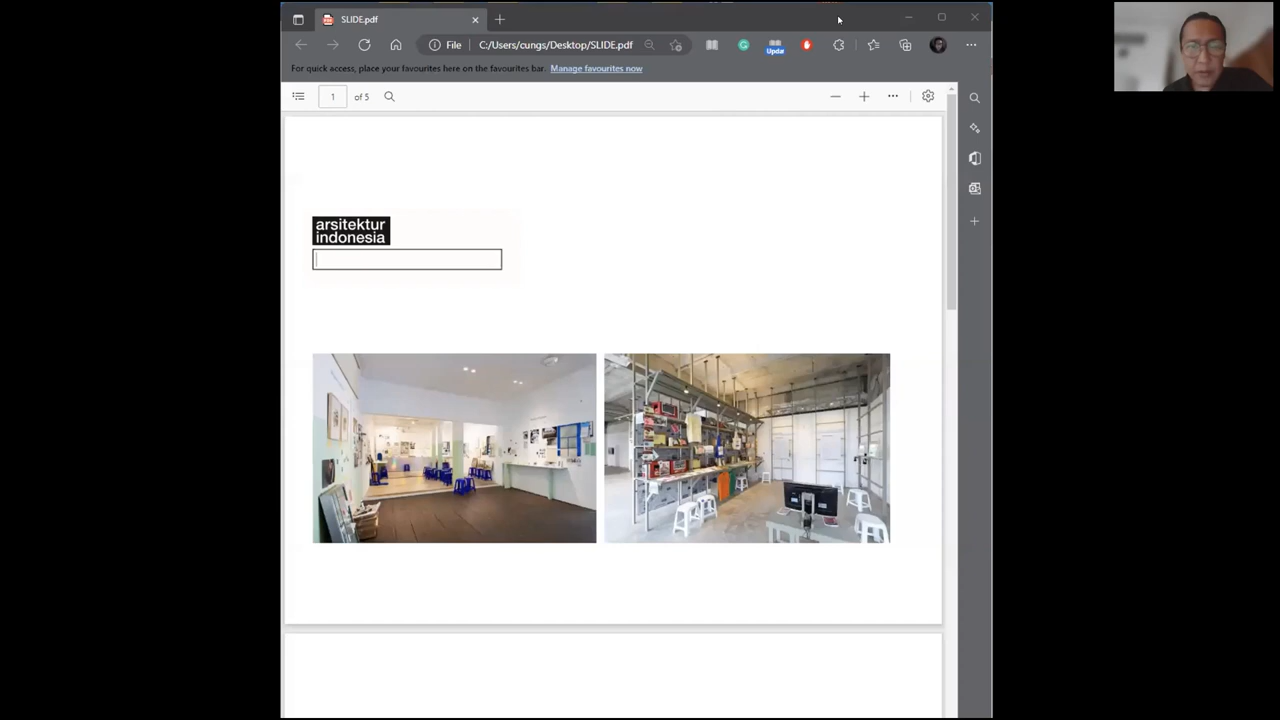 SLIDE.pdf
File
C:/Users/cungs/Desktop/SLIDE.pdf
Updat
For quick access, place your favourites here on the favourites bar. Manage favourites now
1 of 5
arsitektur
indonesia